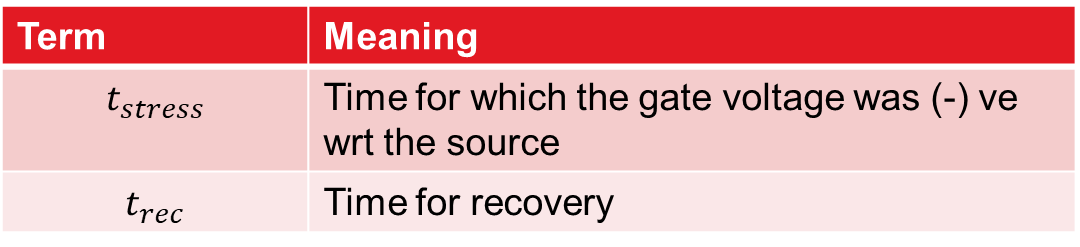 Term Meaning
t_stress Time for which the gate voltage was (-) ve
wrt the source
t_rec Time for recovery